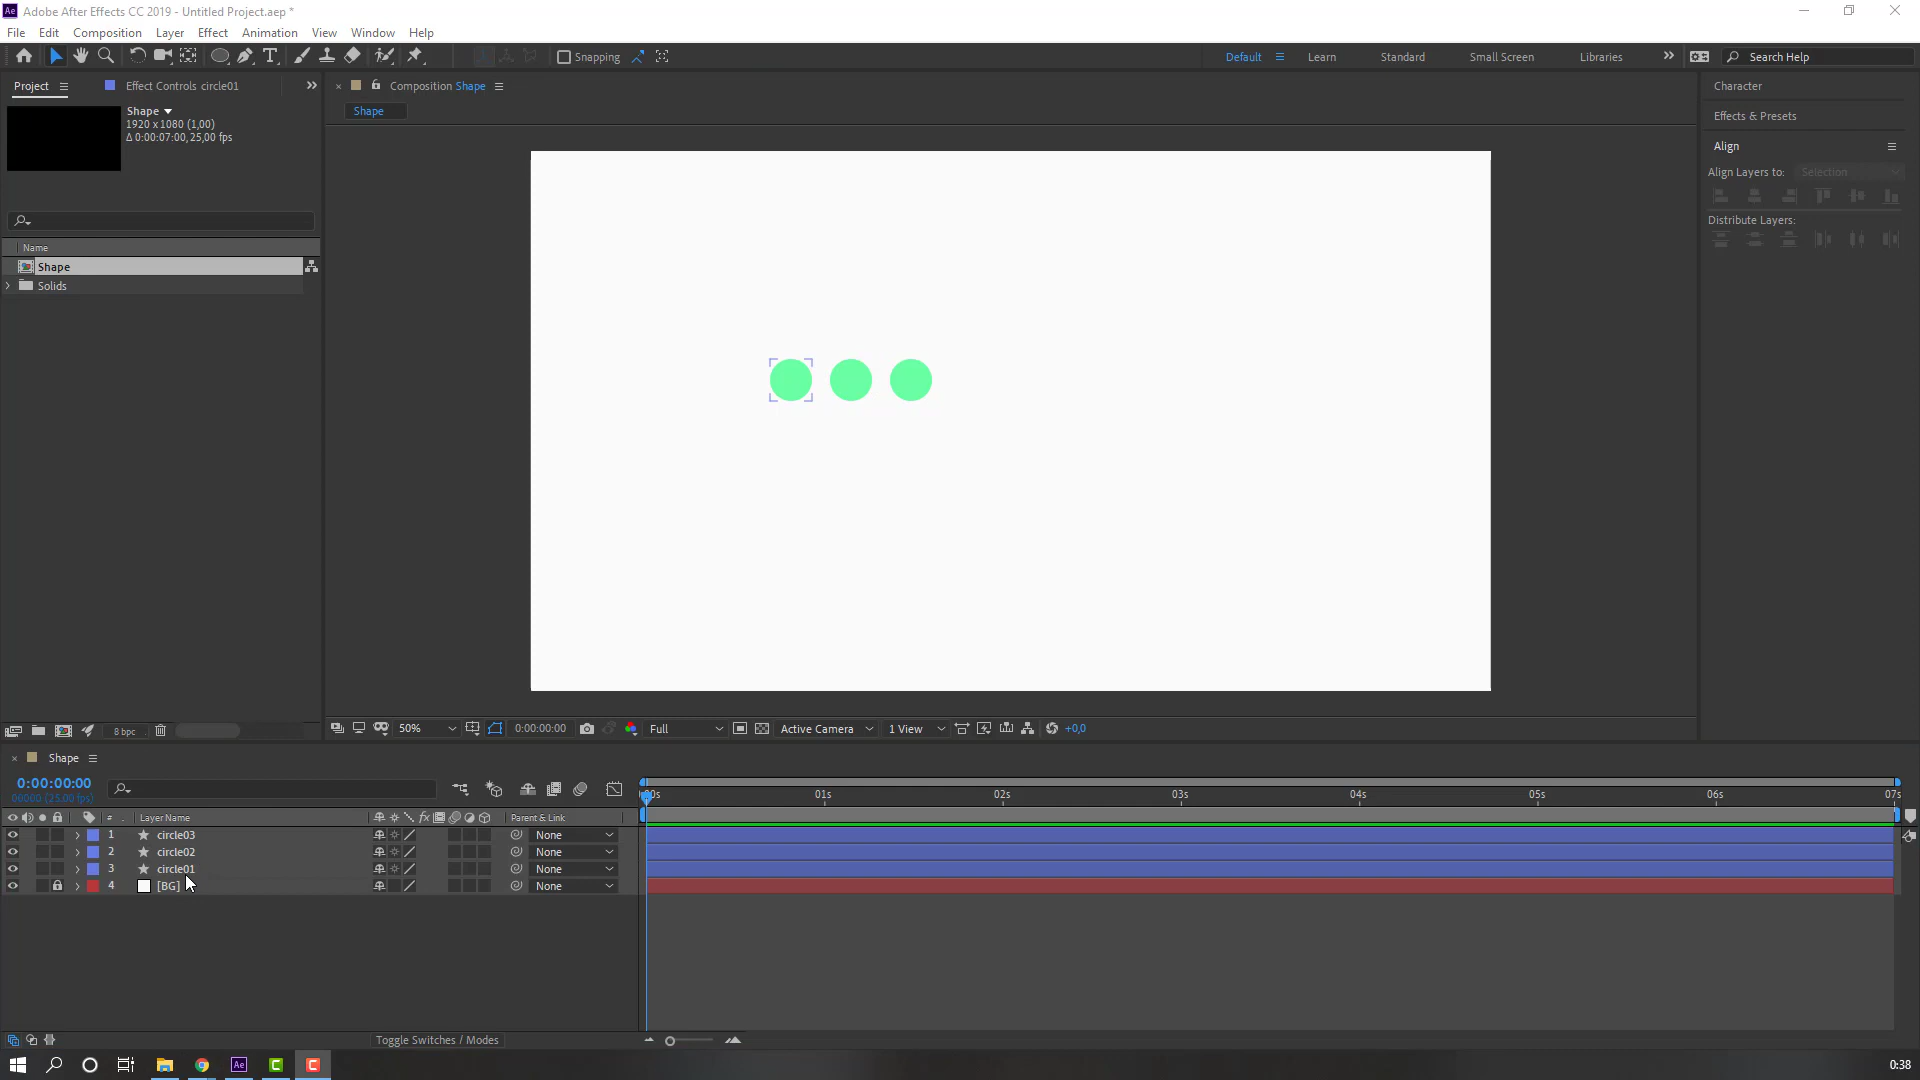 Ae Adobe After Effects CC 2019 - Untitled Project.aep *
File Edit Composition Layer Effect Animation View Window Help
T Snapping Default Learn Standard Small Screen Libraries Search Help
Project Effect Controls circle01
Shape
1920 x 1080 (1,00)
Δ 0:00:07:00, 25,00 fps
Name
Shape
Solids
8 bpc
Composition Shape
Shape
50% 0:00:00:00 Full Active Camera 1 View +0,0
Character
Effects & Presets
Align
Align Layers to: Selection
Distribute Layers:
Shape
0:00:00:00
00000 (25.00 fps)
# Layer Name fx Parent & Link
1 circle03 None
2 circle02 None
3 circle01 None
4 [BG] None
:00s 01s 02s 03s 04s 05s 06s 07s
Toggle Switches / Modes
Ae C C 0:38